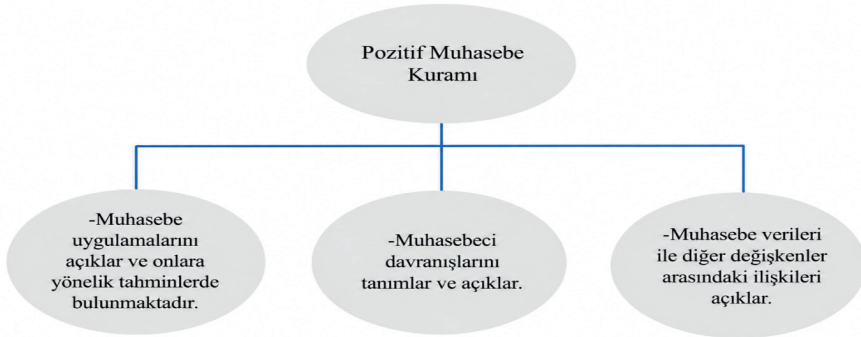 Pozitif Muhasebe
Kuramı
-Muhasebe
uygulamalarını
açıklar ve onlara
yönelik tahminlerde
bulunmaktadır.
-Muhasebeci
davranışlarını
tanımlar ve açıklar.
-Muhasebe verileri
ile diğer değişkenler
arasındaki ilişkileri
açıklar.